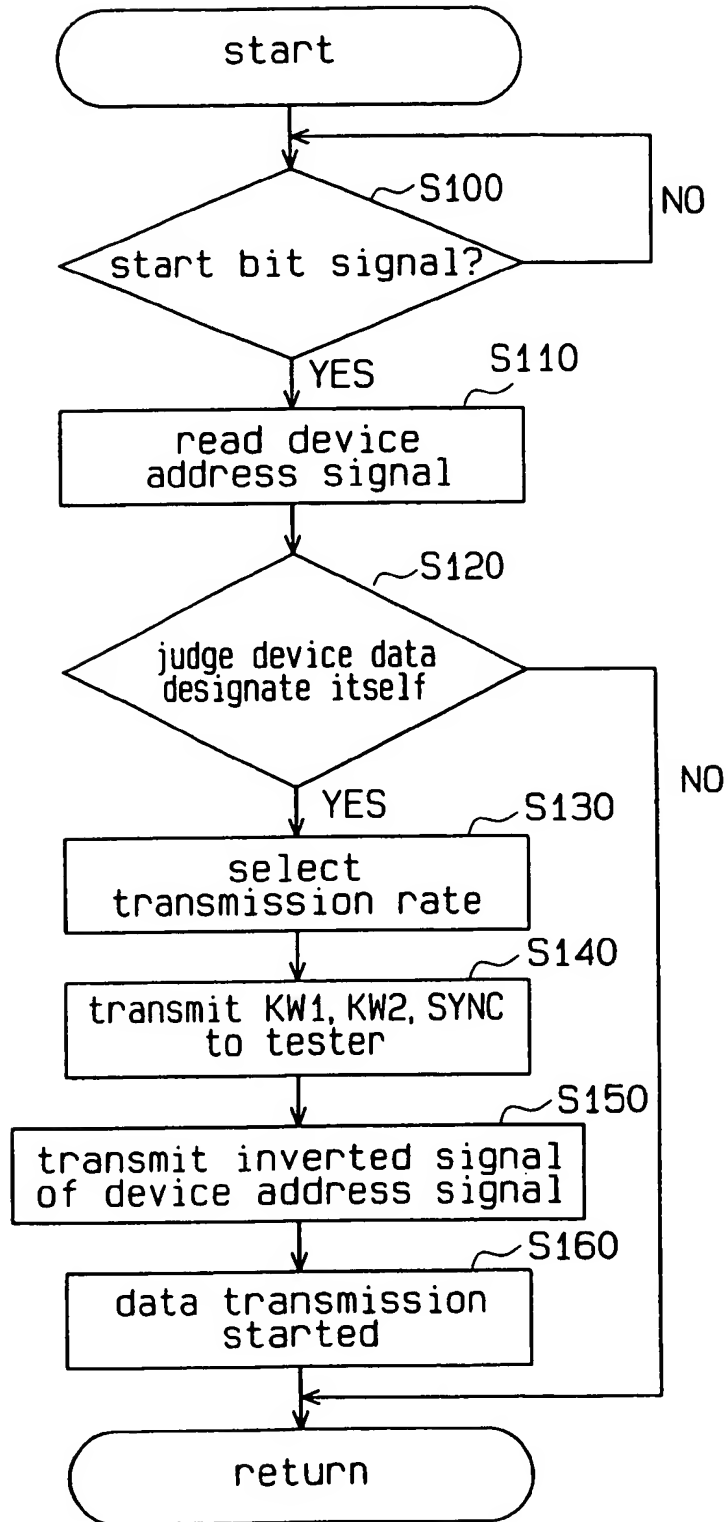 start
S100
NO
start bit signal?
YES
S110
read device
address signal
S120
judge device data
designate itself
NO
YES
S130
select
transmission rate
S140
transmit KW1, KW2, SYNC
to tester
S150
transmit inverted signal
of device address signal
S160
data transmission
started
return